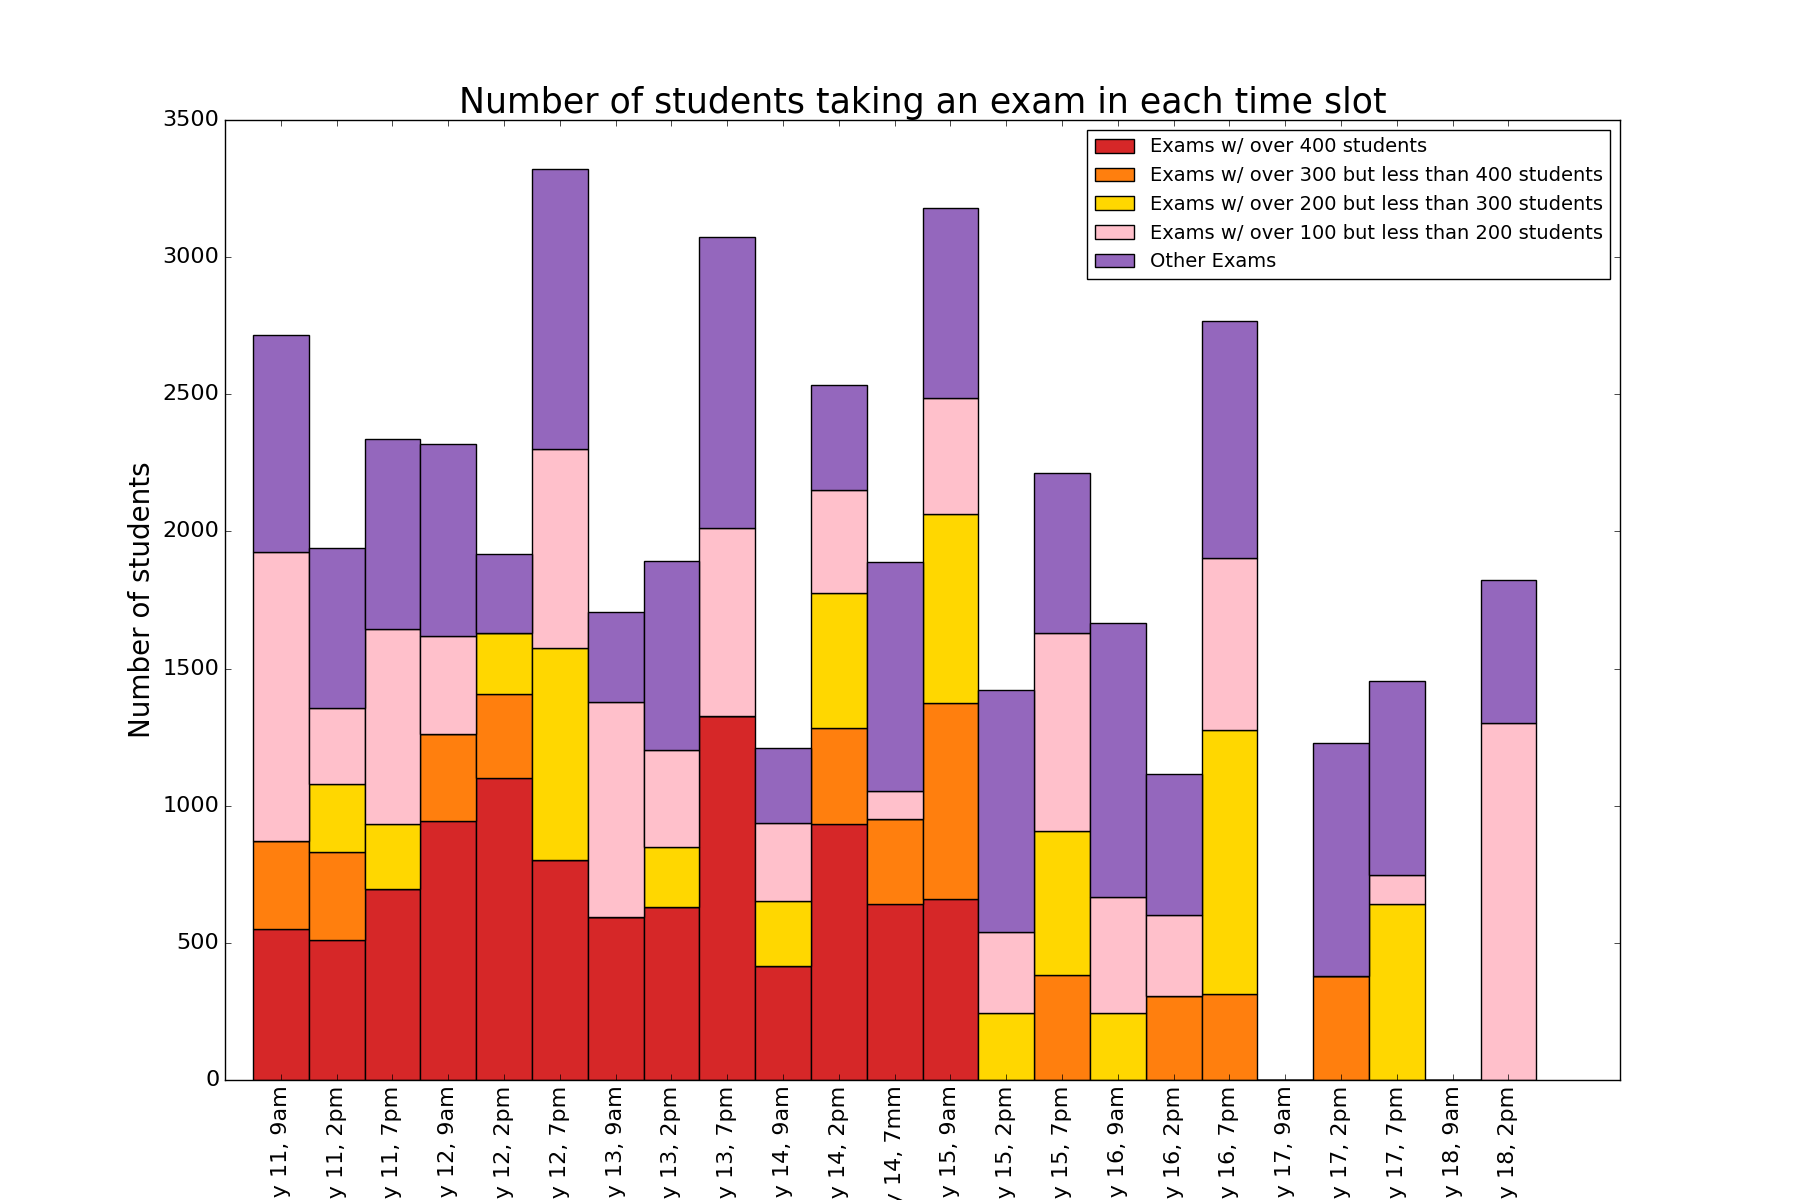 Number of students taking an exam in each time slot
3500
3000
2500
2000
1500
1000
500
0
Number of students
Exams w/ over 400 students
Exams w/ over 300 but less than 400 students
Exams w/ over 200 but less than 300 students
Exams w/ over 100 but less than 200 students
Other Exams
y 11, 9am
y 11, 2pm
y 11, 7pm
y 12, 9am
y 12, 2pm
y 12, 7pm
y 13, 9am
y 13, 2pm
y 13, 7pm
y 14, 9am
y 14, 2pm
y 14, 7mm
y 15, 9am
y 15, 2pm
y 15, 7pm
y 16, 9am
y 16, 2pm
y 16, 7pm
y 17, 9am
y 17, 2pm
y 17, 7pm
y 18, 9am
y 18, 2pm